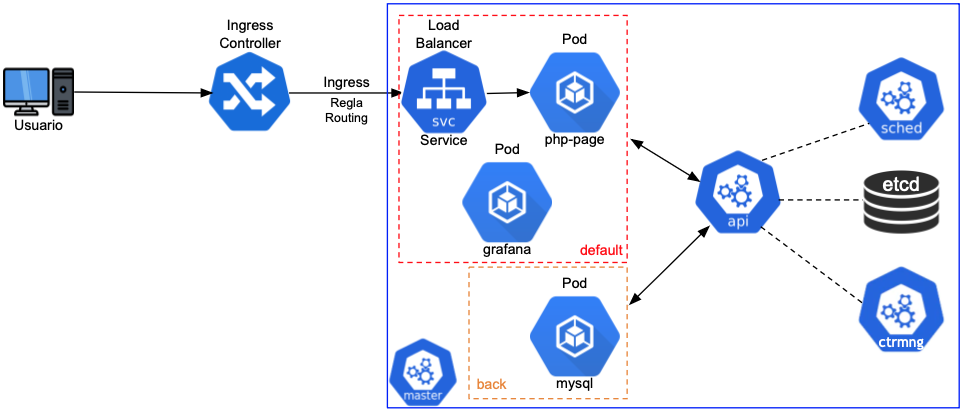 Usuario
Ingress
Controller
Ingress
Regla
Routing
Load
Balancer
svc
Service
Pod
php-page
Pod
grafana
default
Pod
mysql
back
master
api
sched
etcd
ctrmng